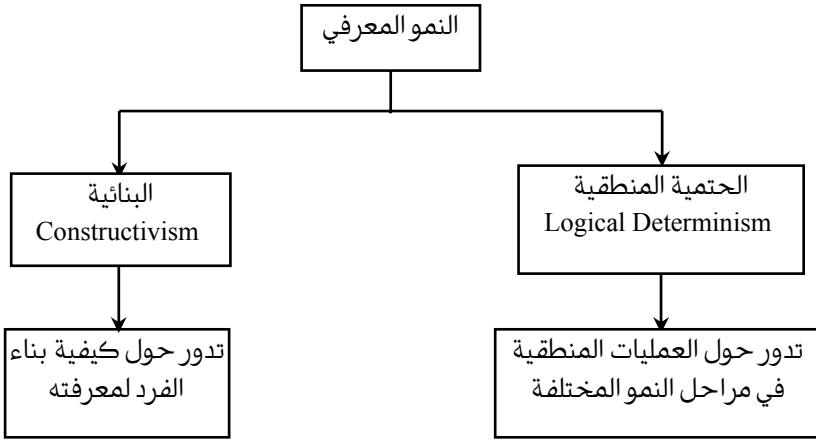 النمو المعرفي
الحتمية المنطقية
Logical Determinism
البنائية
Constructivism
تدور حول العمليات المنطقية
في مراحل النمو المختلفة
تدور حول كيفية بناء
الفرد لمعرفته